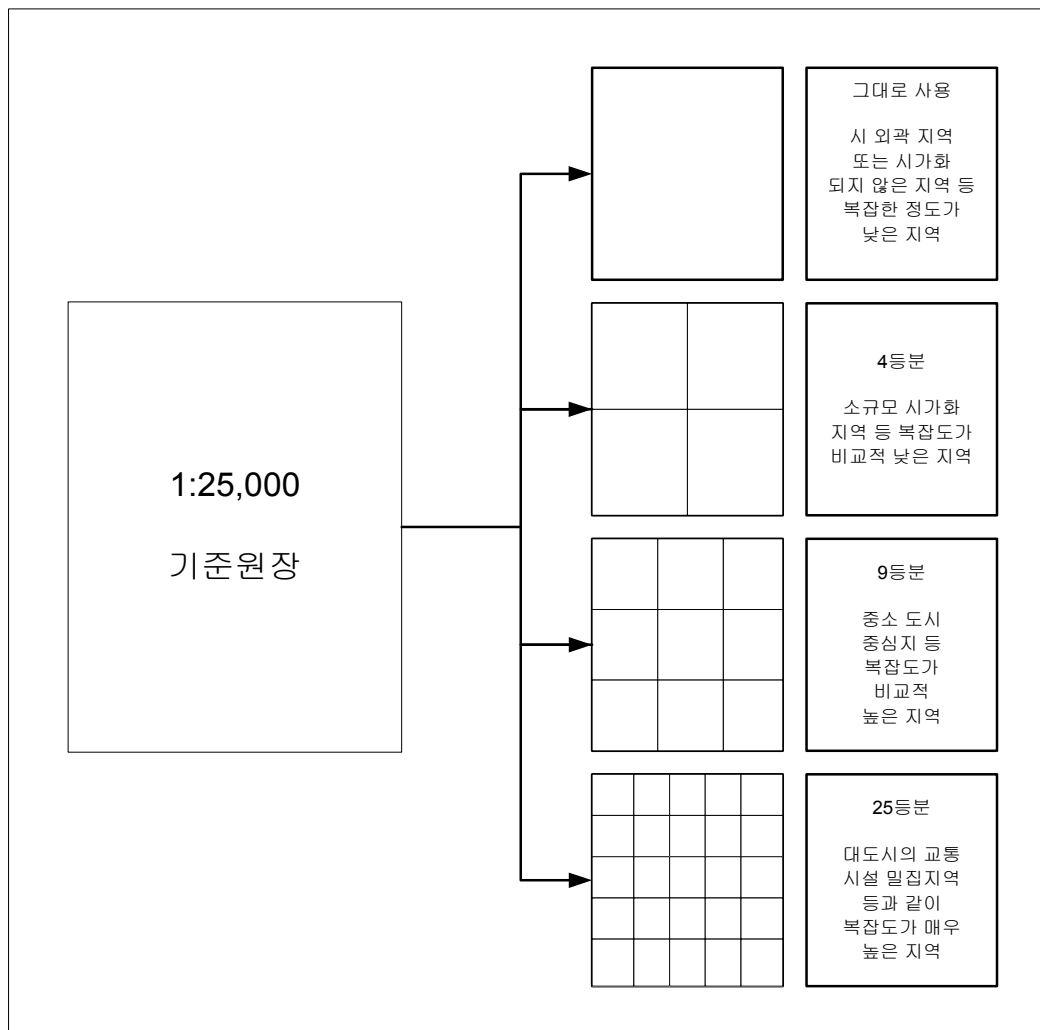 그대로 사용
시 외곽 지역
또는 시가화
되지 않은 지역 등
복잡한 정도가
낮은 지역
1:25,000
기준원장
4등분
소규모 시가화
지역 등 복잡도가
비교적 낮은 지역
9등분
중소 도시
중심지 등
복잡도가
비교적
높은 지역
25등분
대도시의 교통
시설 밀집지역
등과 같이
복잡도가 매우
높은 지역